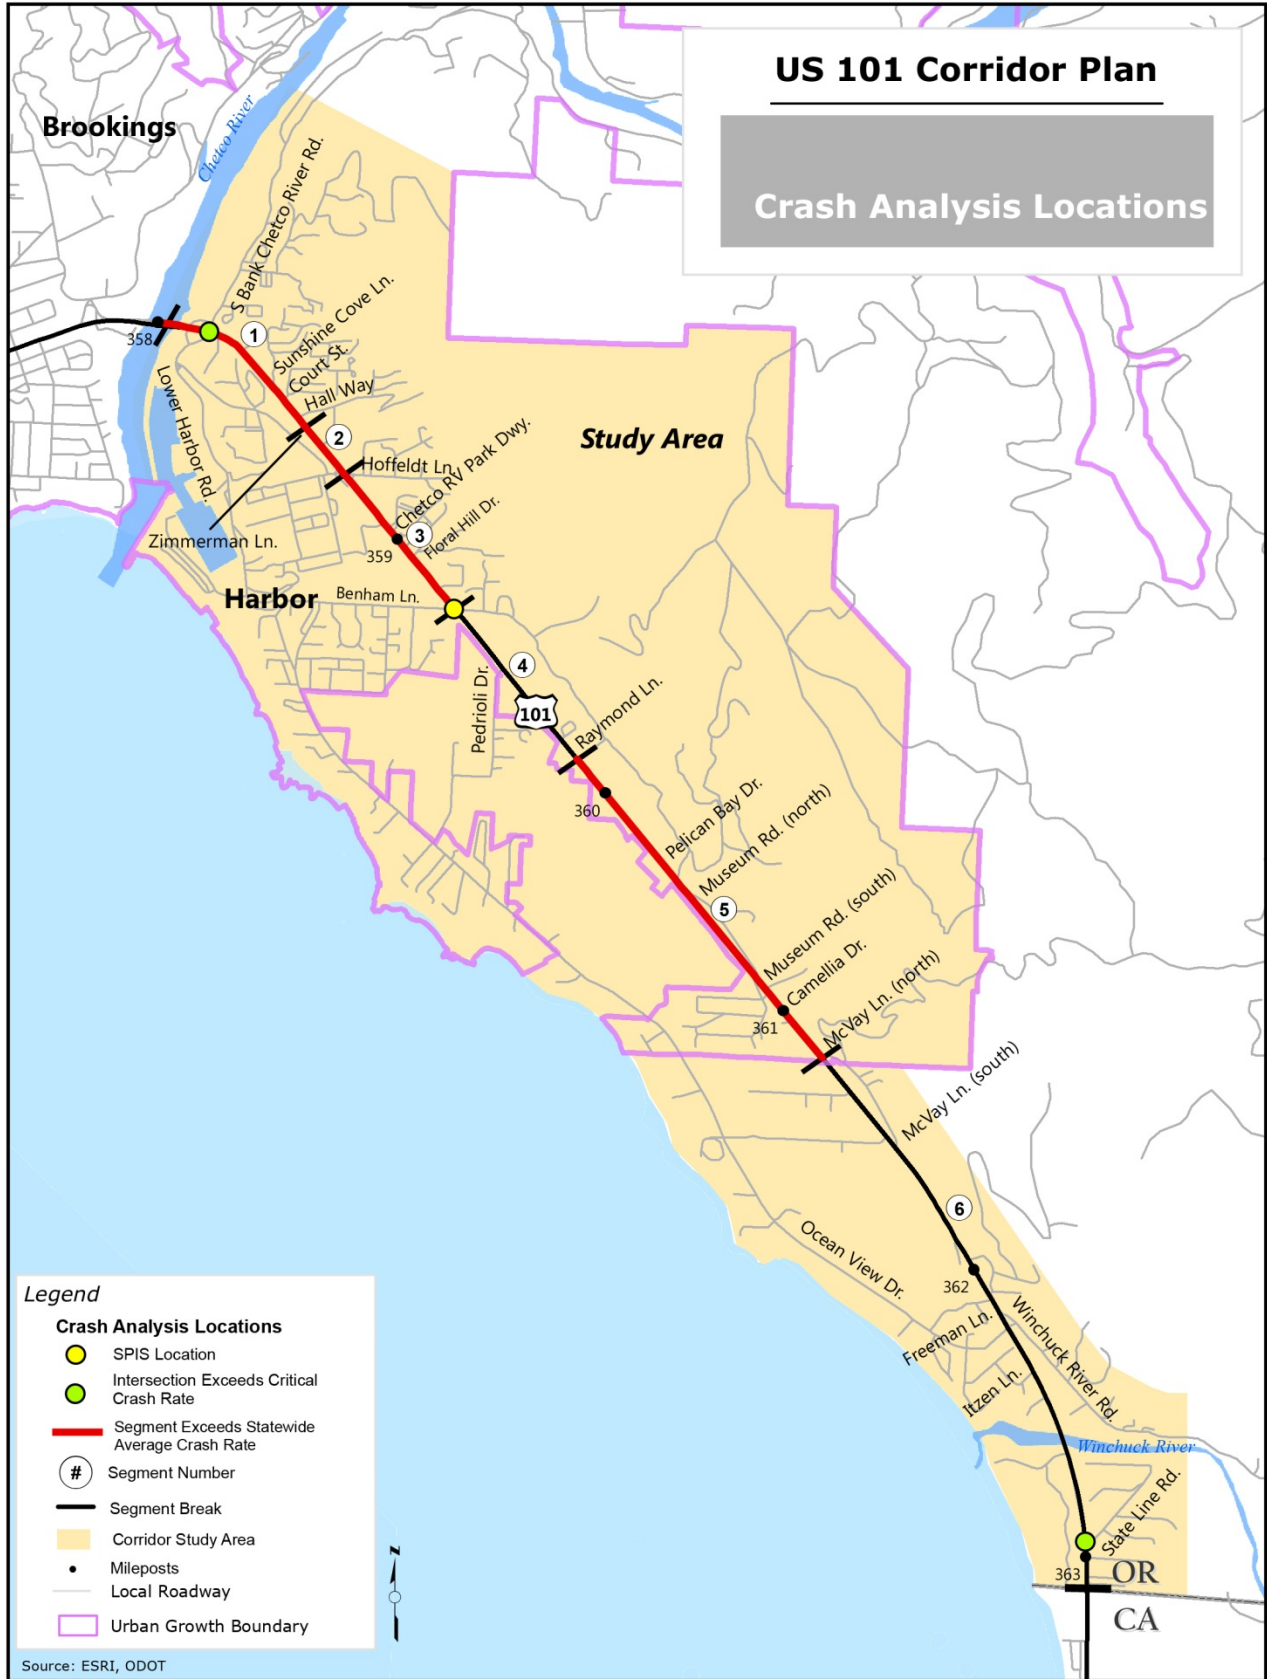 US 101 Corridor Plan
Crash Analysis Locations
Brookings
Chetco River
S Bank Chetco River Rd.
1
358
Sunshine Cove Ln.
Court St.
Lower Harbor Rd.
Hall Way
2
Study Area
Hoffeldt Ln.
Chetco RV Park Dwy.
Zimmerman Ln.
3
359
Floral Hill Dr.
Harbor
Benham Ln.
4
Pedrioli Dr.
101
Raymond Ln.
360
Pelican Bay Dr.
Museum Rd. (north)
5
Museum Rd. (south)
Camellia Dr.
361
McVay Ln. (north)
McVay Ln. (south)
6
Ocean View Dr.
362
Winchuck River Rd.
Freeman Ln.
Itzen Ln.
Winchuck River
State Line Rd.
363
OR
CA
Legend
Crash Analysis Locations
SPIS Location
Intersection Exceeds Critical
Crash Rate
Segment Exceeds Statewide
Average Crash Rate
# Segment Number
Segment Break
Corridor Study Area
Mileposts
Local Roadway
Urban Growth Boundary
z
Source: ESRI, ODOT